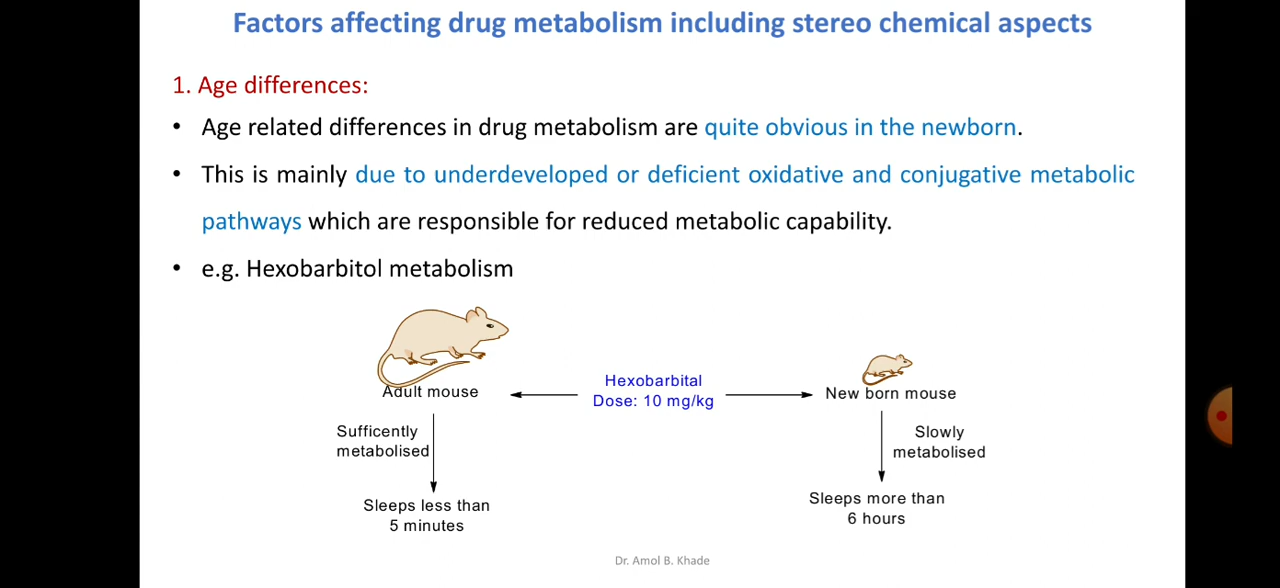 Factors affecting drug metabolism including stereo chemical aspects
1. Age differences:
• Age related differences in drug metabolism are quite obvious in the newborn.
• This is mainly due to underdeveloped or deficient oxidative and conjugative metabolic
pathways which are responsible for reduced metabolic capability.
• e.g. Hexobarbitol metabolism
Adult mouse
Hexobarbital
Dose: 10 mg/kg
New born mouse
Sufficently
metabolised
Slowly
metabolised
Sleeps less than
5 minutes
Sleeps more than
6 hours
Dr. Amol B. Khade